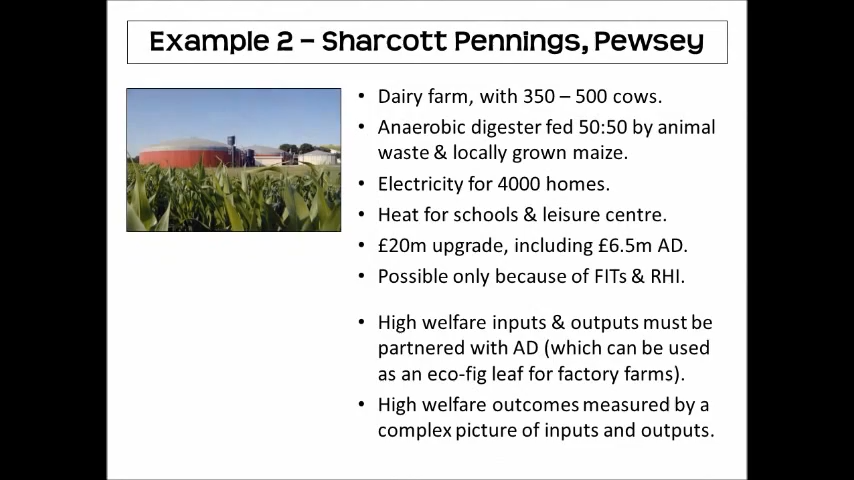 Example 2 – Sharcott Pennings, Pewsey
• Dairy farm, with 350 – 500 cows.
• Anaerobic digester fed 50:50 by animal
waste & locally grown maize.
• Electricity for 4000 homes.
• Heat for schools & leisure centre.
• £20m upgrade, including £6.5m AD.
• Possible only because of FITs & RHI.
• High welfare inputs & outputs must be
partnered with AD (which can be used
as an eco-fig leaf for factory farms).
• High welfare outcomes measured by a
complex picture of inputs and outputs.